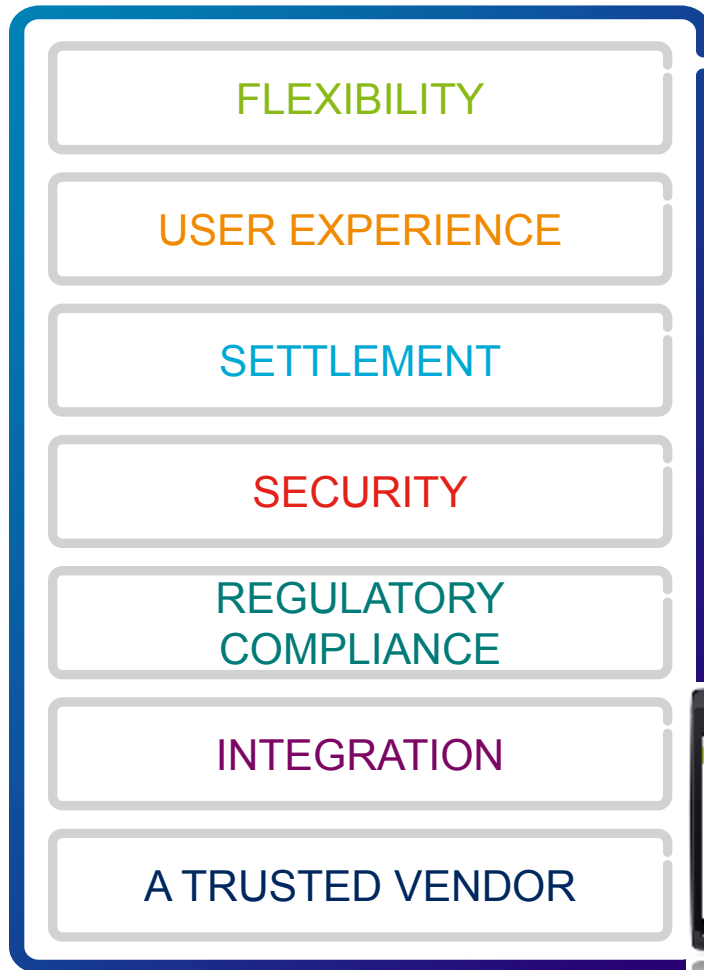 FLEXIBILITY
USER EXPERIENCE
SETTLEMENT
SECURITY
REGULATORY
COMPLIANCE
INTEGRATION
A TRUSTED VENDOR